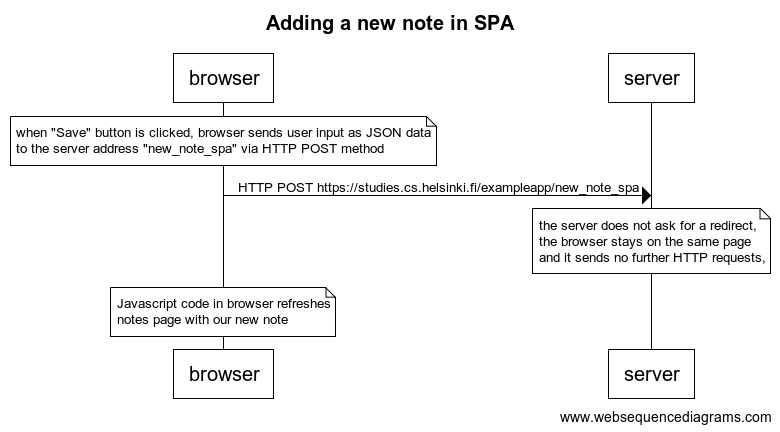 Adding a new note in SPA
browser
server
when "Save" button is clicked, browser sends user input as JSON data
to the server address "new_note_spa" via HTTP POST method
HTTP POST https://studies.cs.helsinki.fi/exampleapp/new_note_spa
the server does not ask for a redirect,
the browser stays on the same page
and it sends no further HTTP requests,
Javascript code in browser refreshes
notes page with our new note
browser
server
www.websequencediagrams.com